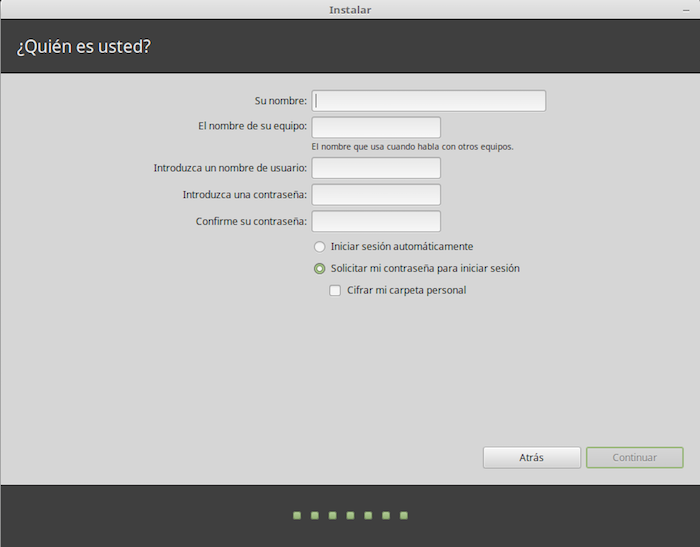 Instalar
¿Quién es usted?
Su nombre:
El nombre de su equipo:
El nombre que usa cuando habla con otros equipos.
Introduzca un nombre de usuario:
Introduzca una contraseña:
Confirme su contraseña:
Iniciar sesión automáticamente
Solicitar mi contraseña para iniciar sesión
Cifrar mi carpeta personal
Atrás Continuar